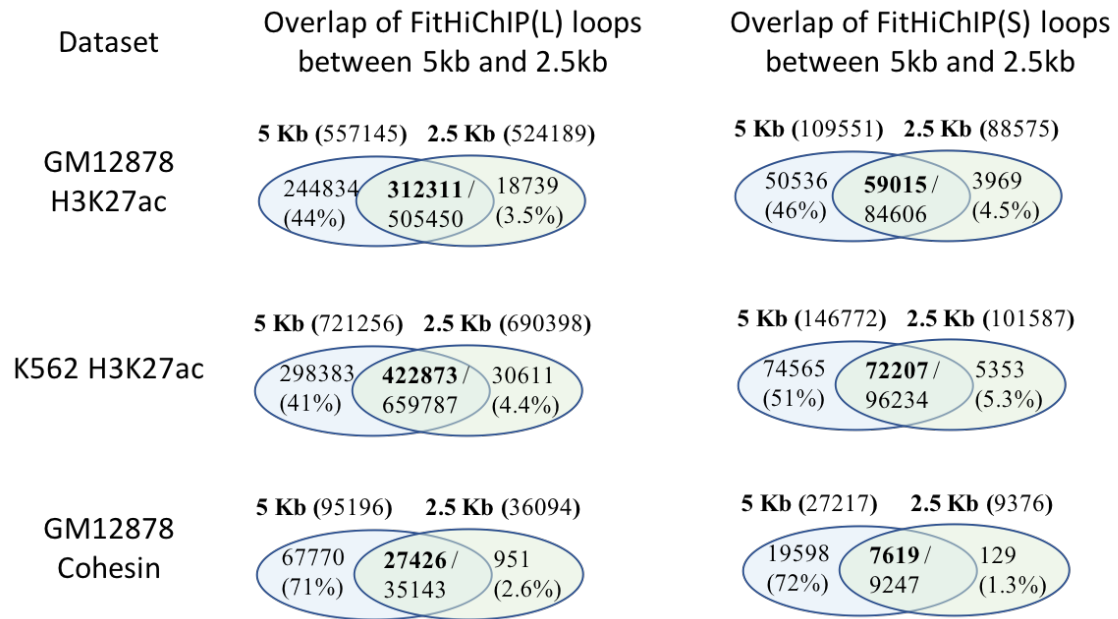 Dataset
Overlap of FitHiChIP(L) loops
between 5kb and 2.5kb
Overlap of FitHiChIP(S) loops
between 5kb and 2.5kb
GM12878
H3K27ac
5 Kb (557145) 2.5 Kb (524189)
244834
(44%)
312311 /
505450
18739
(3.5%)
5 Kb (109551) 2.5 Kb (88575)
50536
(46%)
59015 /
84606
3969
(4.5%)
K562 H3K27ac
5 Kb (721256) 2.5 Kb (690398)
298383
(41%)
422873 /
659787
30611
(4.4%)
5 Kb (146772) 2.5 Kb (101587)
74565
(51%)
72207 /
96234
5353
(5.3%)
GM12878
Cohesin
5 Kb (95196) 2.5 Kb (36094)
67770
(71%)
27426 /
35143
951
(2.6%)
5 Kb (27217) 2.5 Kb (9376)
19598
(72%)
7619 /
9247
129
(1.3%)